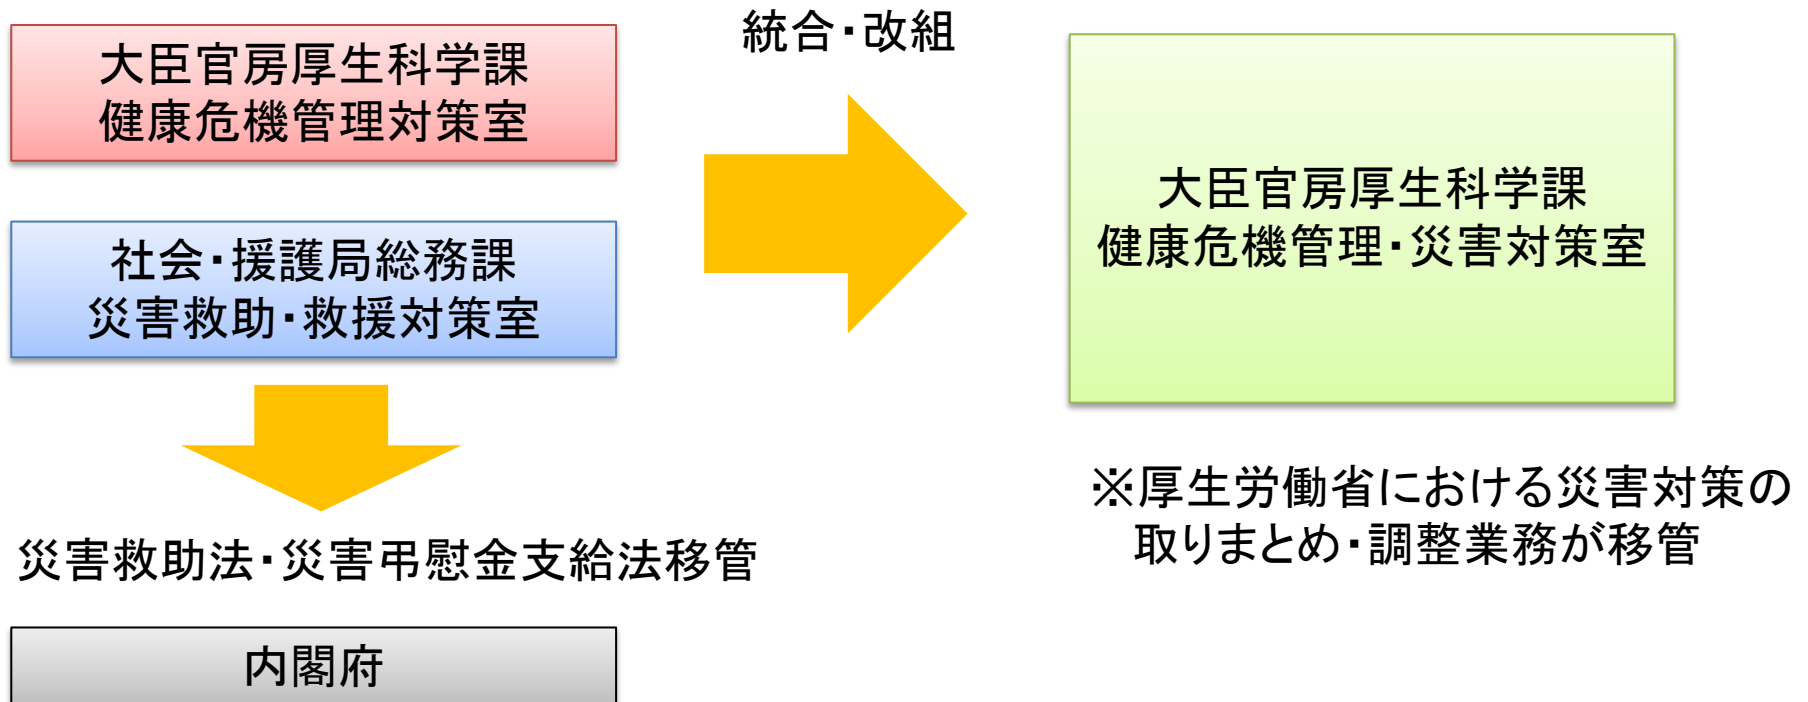 大臣官房厚生科学課
健康危機管理対策室
社会・援護局総務課
災害救助・救援対策室
災害救助法・災害弔慰金支給法移管
内閣府
統合・改組
大臣官房厚生科学課
健康危機管理・災害対策室
※厚生労働省における災害対策の
取りまとめ・調整業務が移管